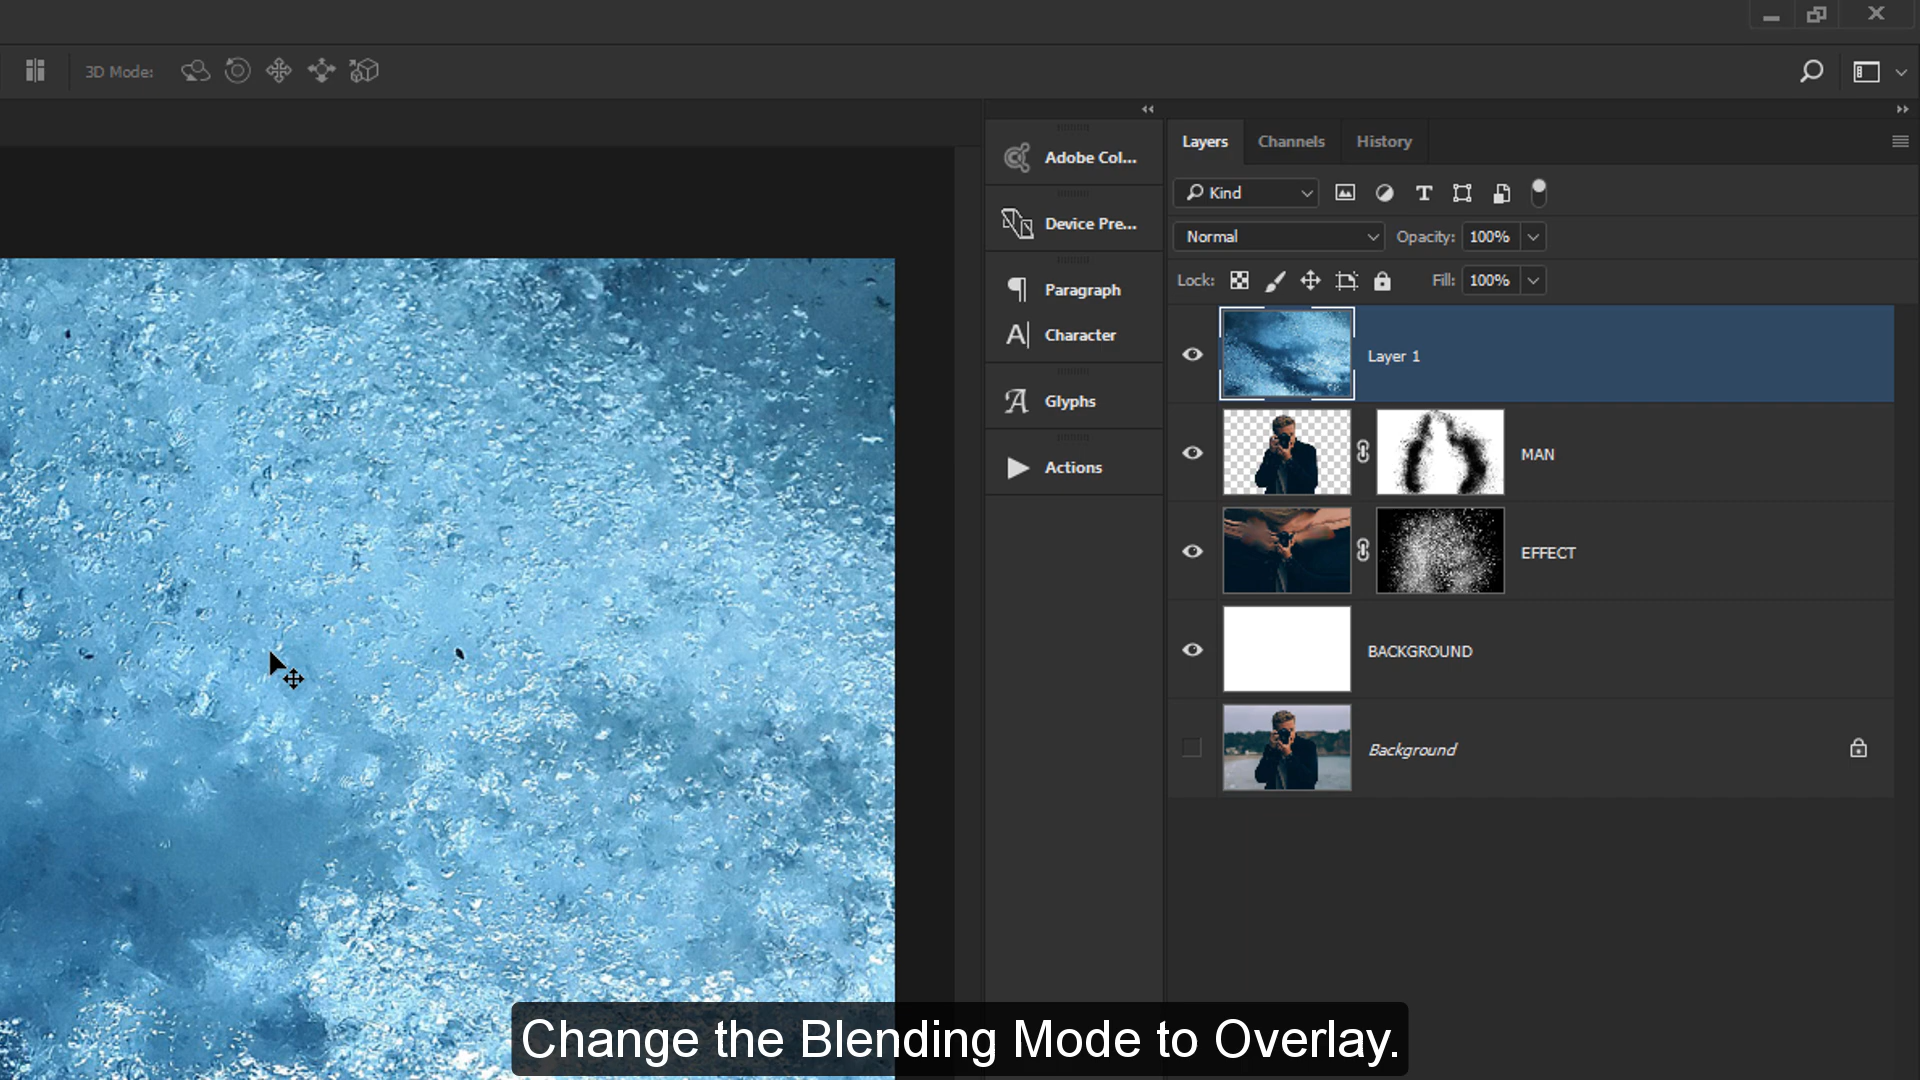 3D Mode:
Adobe Col...
Device Pre...
Paragraph
Character
Glyphs
Actions
Layers Channels History
Kind
Normal Opacity: 100%
Lock: Fill: 100%
Layer 1
MAN
EFFECT
BACKGROUND
Background
Change the Blending Mode to Overlay.